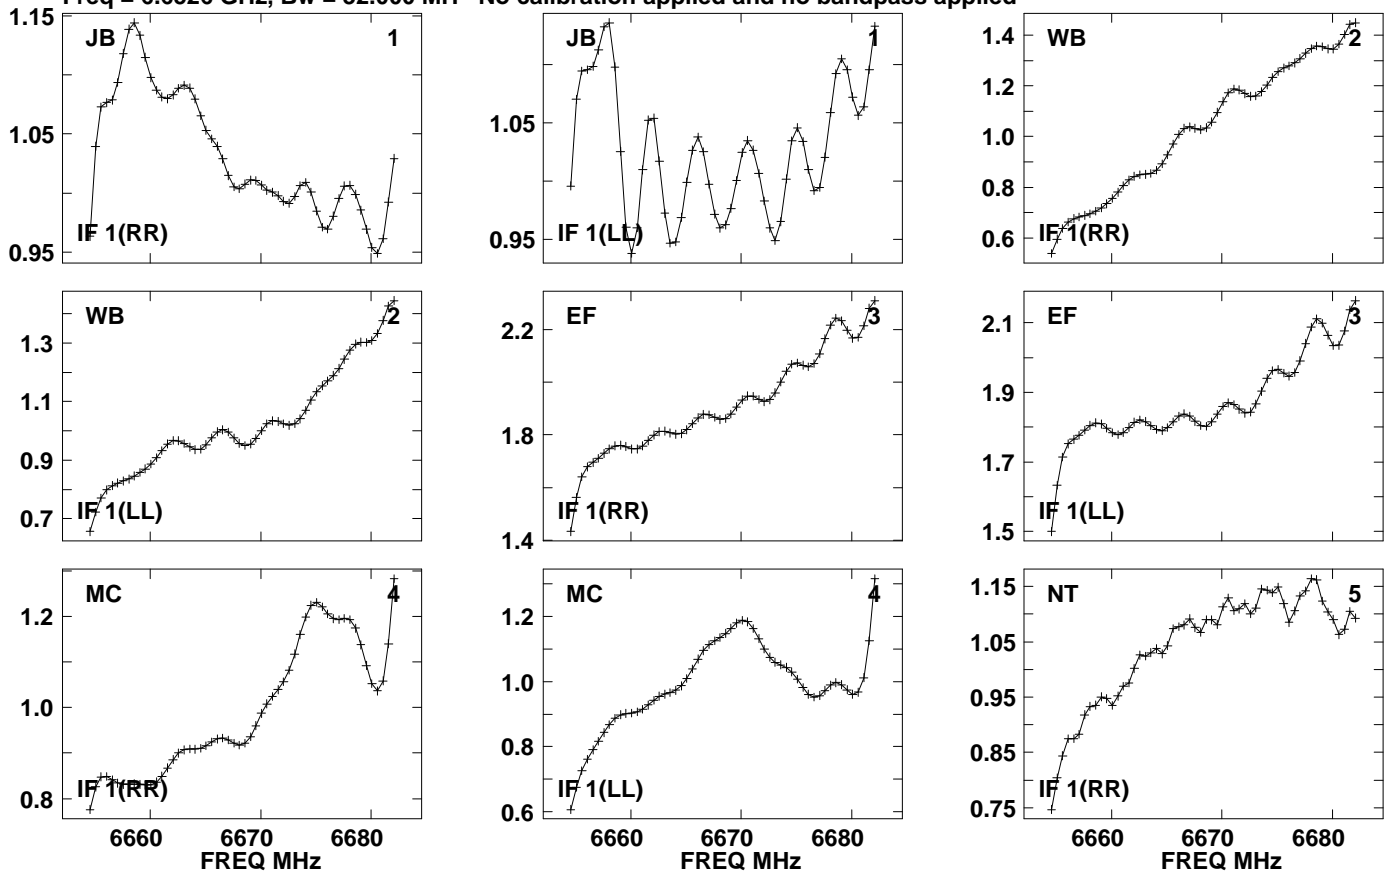 No calibration applied and no bandpass applied
JB 1
1.15
1.05
0.95
IF 1(RR)
JB 1
1.05
0.95
IF 1(LL)
WB 2
1.4
1.2
1.0
0.8
0.6
IF 1(RR)
WB 2
1.3
1.1
0.9
0.7
IF 1(LL)
EF 3
2.2
1.8
1.4
IF 1(RR)
EF 3
2.1
1.9
1.7
1.5
IF 1(LL)
MC 4
1.2
1.0
0.8
IF 1(RR)
6660 6670 6680
FREQ MHz
MC 4
1.2
1.0
0.8
0.6
IF 1(LL)
6660 6670 6680
FREQ MHz
NT 5
1.15
1.05
0.95
0.85
0.75
IF 1(RR)
6660 6670 6680
FREQ MHz